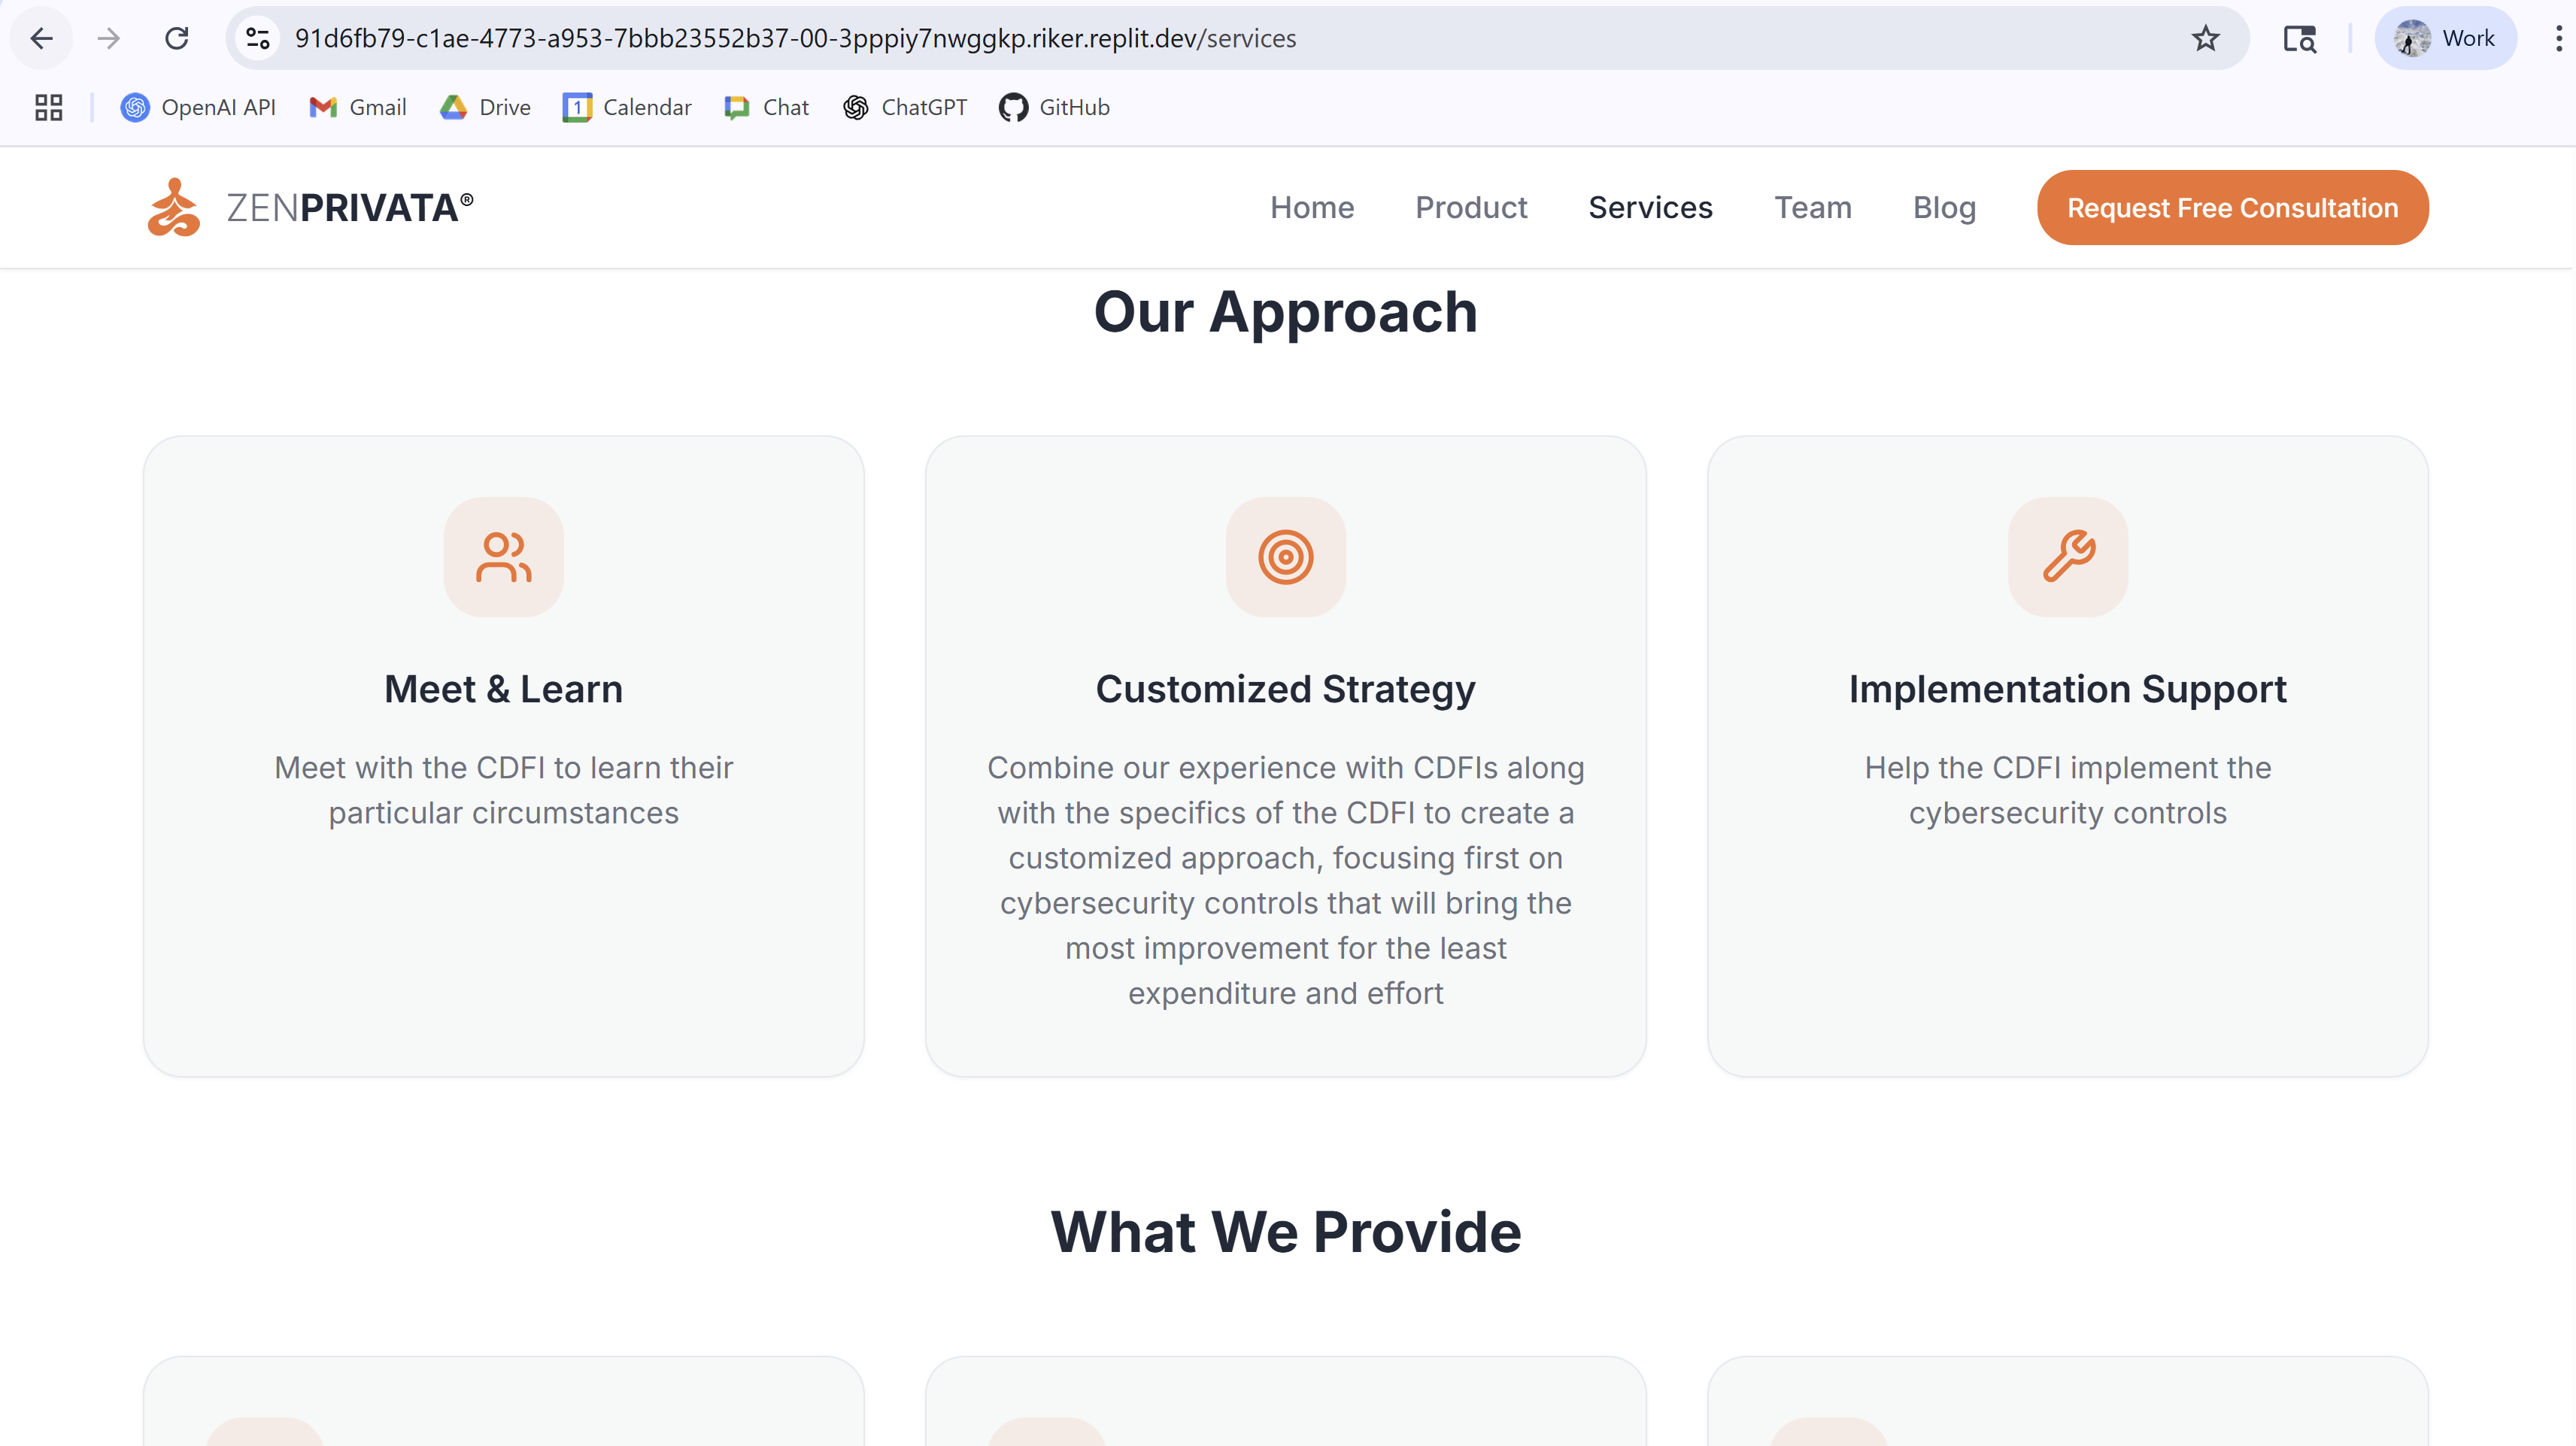 91d6fb79-c1ae-4773-a953-7bbb23552b37-00-3pppiy7nwggkp.riker.replit.dev/services
Work
OpenAI API
Gmail
Drive
1
Calendar
Chat
ChatGPT
GitHub
ZENPRIVATA®
Home
Product
Services
Team
Blog
Request Free Consultation
Our Approach
Meet & Learn
Meet with the CDFI to learn their
particular circumstances
Customized Strategy
Combine our experience with CDFIs along
with the specifics of the CDFI to create a
customized approach, focusing first on
cybersecurity controls that will bring the
most improvement for the least
expenditure and effort
Implementation Support
Help the CDFI implement the
cybersecurity controls
What We Provide